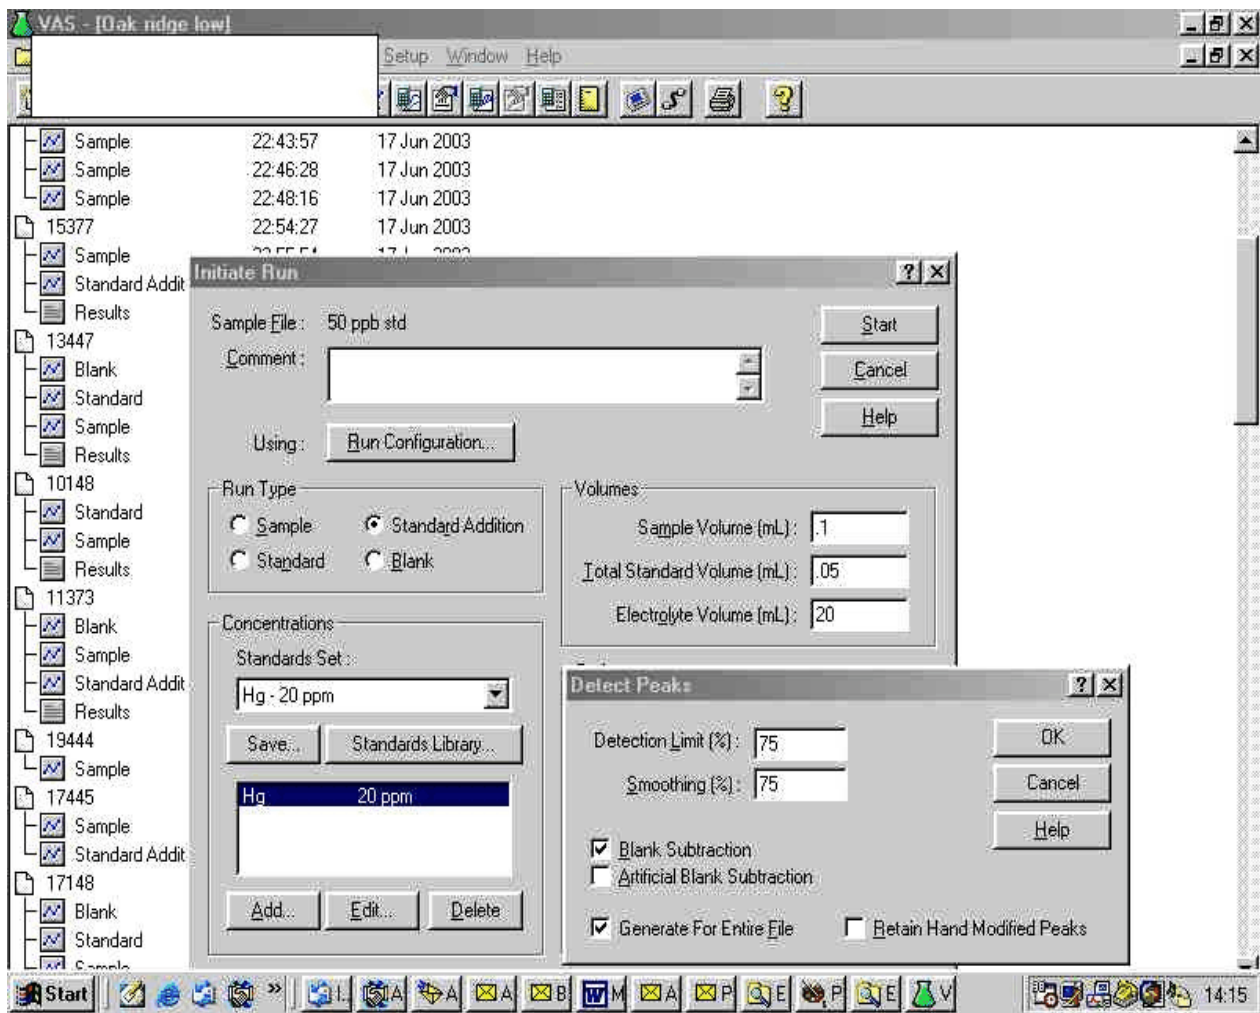 VAS - [Oak ridge low]
Setup Window Help
Sample 22:43:57 17 Jun 2003
Sample 22:46:28 17 Jun 2003
Sample 22:48:16 17 Jun 2003
15377 22:54:27 17 Jun 2003
Sample
Standard Addit
Results
13447
Blank
Standard
Sample
Results
10148
Standard
Sample
Results
11373
Blank
Sample
Standard Addit
Results
19444
Sample
17445
Sample
Standard Addit
17148
Blank
Standard
Sample
Initiate Run
Sample File : 50 ppb std
Comment :
Using : Run Configuration...
Start
Cancel
Help
Run Type
Sample Standard Addition
Standard Blank
Volumes
Sample Volume (mL) : .1
Total Standard Volume (mL) : .05
Electrolyte Volume (mL) : 20
Concentrations
Standards Set :
Hg - 20 ppm
Save... Standards Library...
Hg 20 ppm
Add... Edit... Delete
Detect Peaks
Detection Limit (%) : 75
Smoothing (%) : 75
OK
Cancel
Help
Blank Subtraction
Artificial Blank Subtraction
Generate For Entire File Retain Hand Modified Peaks
Start » I. A A A B M A P E P E V 14:15